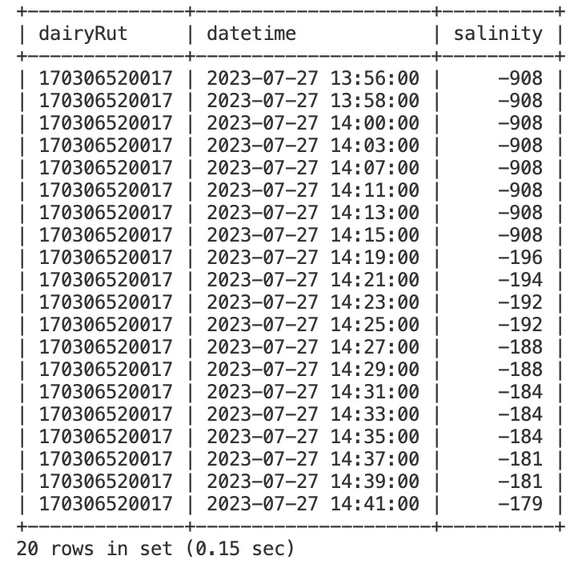 +--------------+---------------------+----------+
| dairyRut     | datetime            | salinity |
+--------------+---------------------+----------+
| 170306520017 | 2023-07-27 13:56:00 |     -908 |
| 170306520017 | 2023-07-27 13:58:00 |     -908 |
| 170306520017 | 2023-07-27 14:00:00 |     -908 |
| 170306520017 | 2023-07-27 14:03:00 |     -908 |
| 170306520017 | 2023-07-27 14:07:00 |     -908 |
| 170306520017 | 2023-07-27 14:11:00 |     -908 |
| 170306520017 | 2023-07-27 14:13:00 |     -908 |
| 170306520017 | 2023-07-27 14:15:00 |     -908 |
| 170306520017 | 2023-07-27 14:19:00 |     -196 |
| 170306520017 | 2023-07-27 14:21:00 |     -194 |
| 170306520017 | 2023-07-27 14:23:00 |     -192 |
| 170306520017 | 2023-07-27 14:25:00 |     -192 |
| 170306520017 | 2023-07-27 14:27:00 |     -188 |
| 170306520017 | 2023-07-27 14:29:00 |     -188 |
| 170306520017 | 2023-07-27 14:31:00 |     -184 |
| 170306520017 | 2023-07-27 14:33:00 |     -184 |
| 170306520017 | 2023-07-27 14:35:00 |     -184 |
| 170306520017 | 2023-07-27 14:37:00 |     -181 |
| 170306520017 | 2023-07-27 14:39:00 |     -181 |
| 170306520017 | 2023-07-27 14:41:00 |     -179 |
+--------------+---------------------+----------+
20 rows in set (0.15 sec)